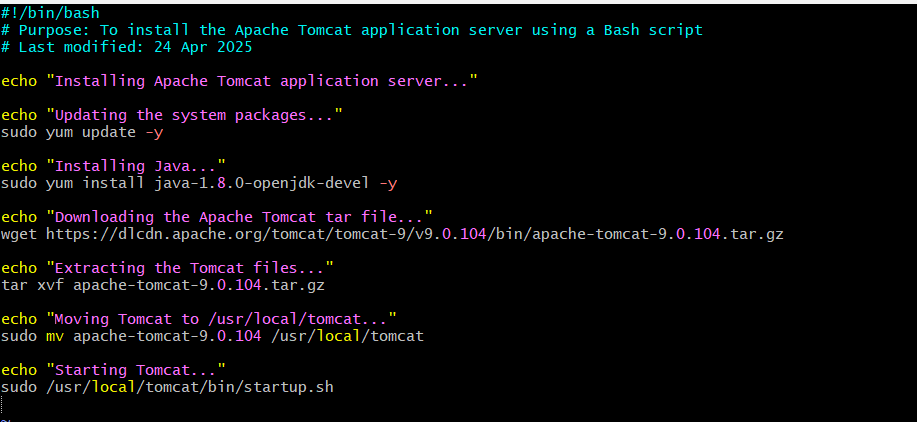 #!/bin/bash
# Purpose: To install the Apache Tomcat application server using a Bash script
# Last modified: 24 Apr 2025
echo "Installing Apache Tomcat application server..."
echo "Updating the system packages..."
sudo yum update -y
echo "Installing Java..."
sudo yum install java-1.8.0-openjdk-devel -y
echo "Downloading the Apache Tomcat tar file..."
wget https://dlcdn.apache.org/tomcat/tomcat-9/v9.0.104/bin/apache-tomcat-9.0.104.tar.gz
echo "Extracting the Tomcat files..."
tar xvf apache-tomcat-9.0.104.tar.gz
echo "Moving Tomcat to /usr/local/tomcat..."
sudo mv apache-tomcat-9.0.104 /usr/local/tomcat
echo "Starting Tomcat..."
sudo /usr/local/tomcat/bin/startup.sh